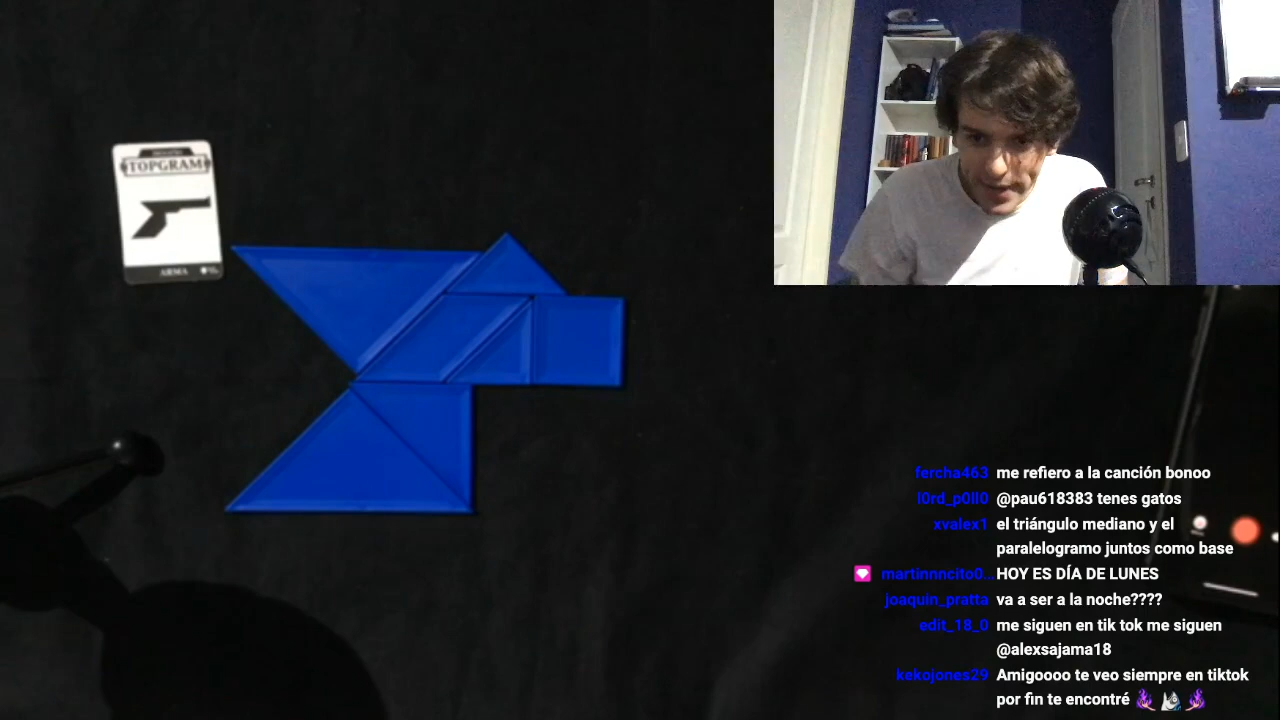 TOPGRAM
ARMA
fercha463 me refiero a la canción bonoo
l0rd_p0ll0 @pau618383 tenes gatos
xvalex1 el triángulo mediano y el
paralelogramo juntos como base
martinnncito0... HOY ES DÍA DE LUNES
joaquin_pratta va a ser a la noche????
edit_18_0 me siguen en tik tok me siguen
@alexsajama18
kekojones29 Amigoooo te veo siempre en tiktok
por fin te encontré